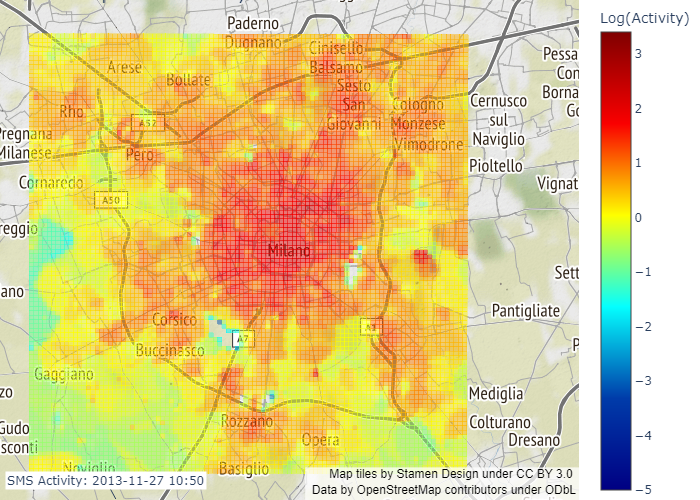 Log(Activity)
Paderno
Dugnano
Cinisello
Balsamo
Sesto
San
Giovanni
Arese
Bollate
Rho
A52
Pero
Pregnana
Milanese
Cornaredo
A50
Cologno
Monzese
Vimodrone
Cernusco
sul
Naviglio
Pioltello
Pessa
Con
Borna
Go
Vignat
reggio
Milano
ano
Sett
Pantigliate
P
Corsico
A7
A3
Buccinasco
Gaggiano
zo
Gudo
sconti
Rozzano
Opera
Mediglia
Colturano
Dresano
Noviglio
Basiglio
3
2
1
0
−1
−2
−3
−4
−5
SMS Activity: 2013-11-27 10:50
Map tiles by Stamen Design under CC BY 3.0
Data by OpenStreetMap contributors under ODbL